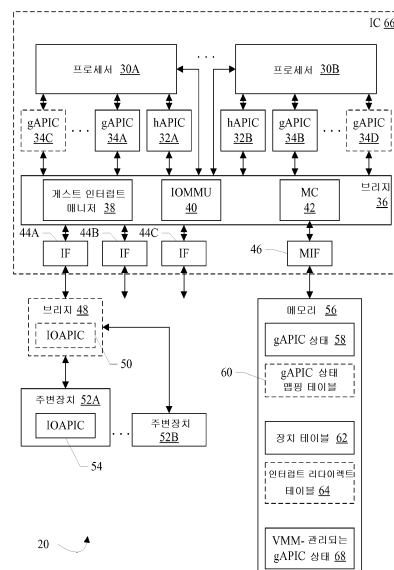 IC 66
프로세서
30A
. . .
프로세서
30B
gAPIC
34C
. . .
gAPIC
34A
hAPIC
32A
hAPIC
32B
gAPIC
34B
. . .
gAPIC
34D
게스트 인터럽트
매니저
38
IOMMU
40
MC
42
브리지
36
44A
44B
44C
IF
IF
IF
46
MIF
브리지 48
IOAPIC
50
주변장치 52A
IOAPIC
54
. . .
주변장치
52B
메모리 56
gAPIC 상태 58
60
gAPIC 상태
맵핑 테이블
장치 테이블 62
인터럽트 리다이렉트
테이블 64
VMM-관리되는
gAPIC 상태 68
20